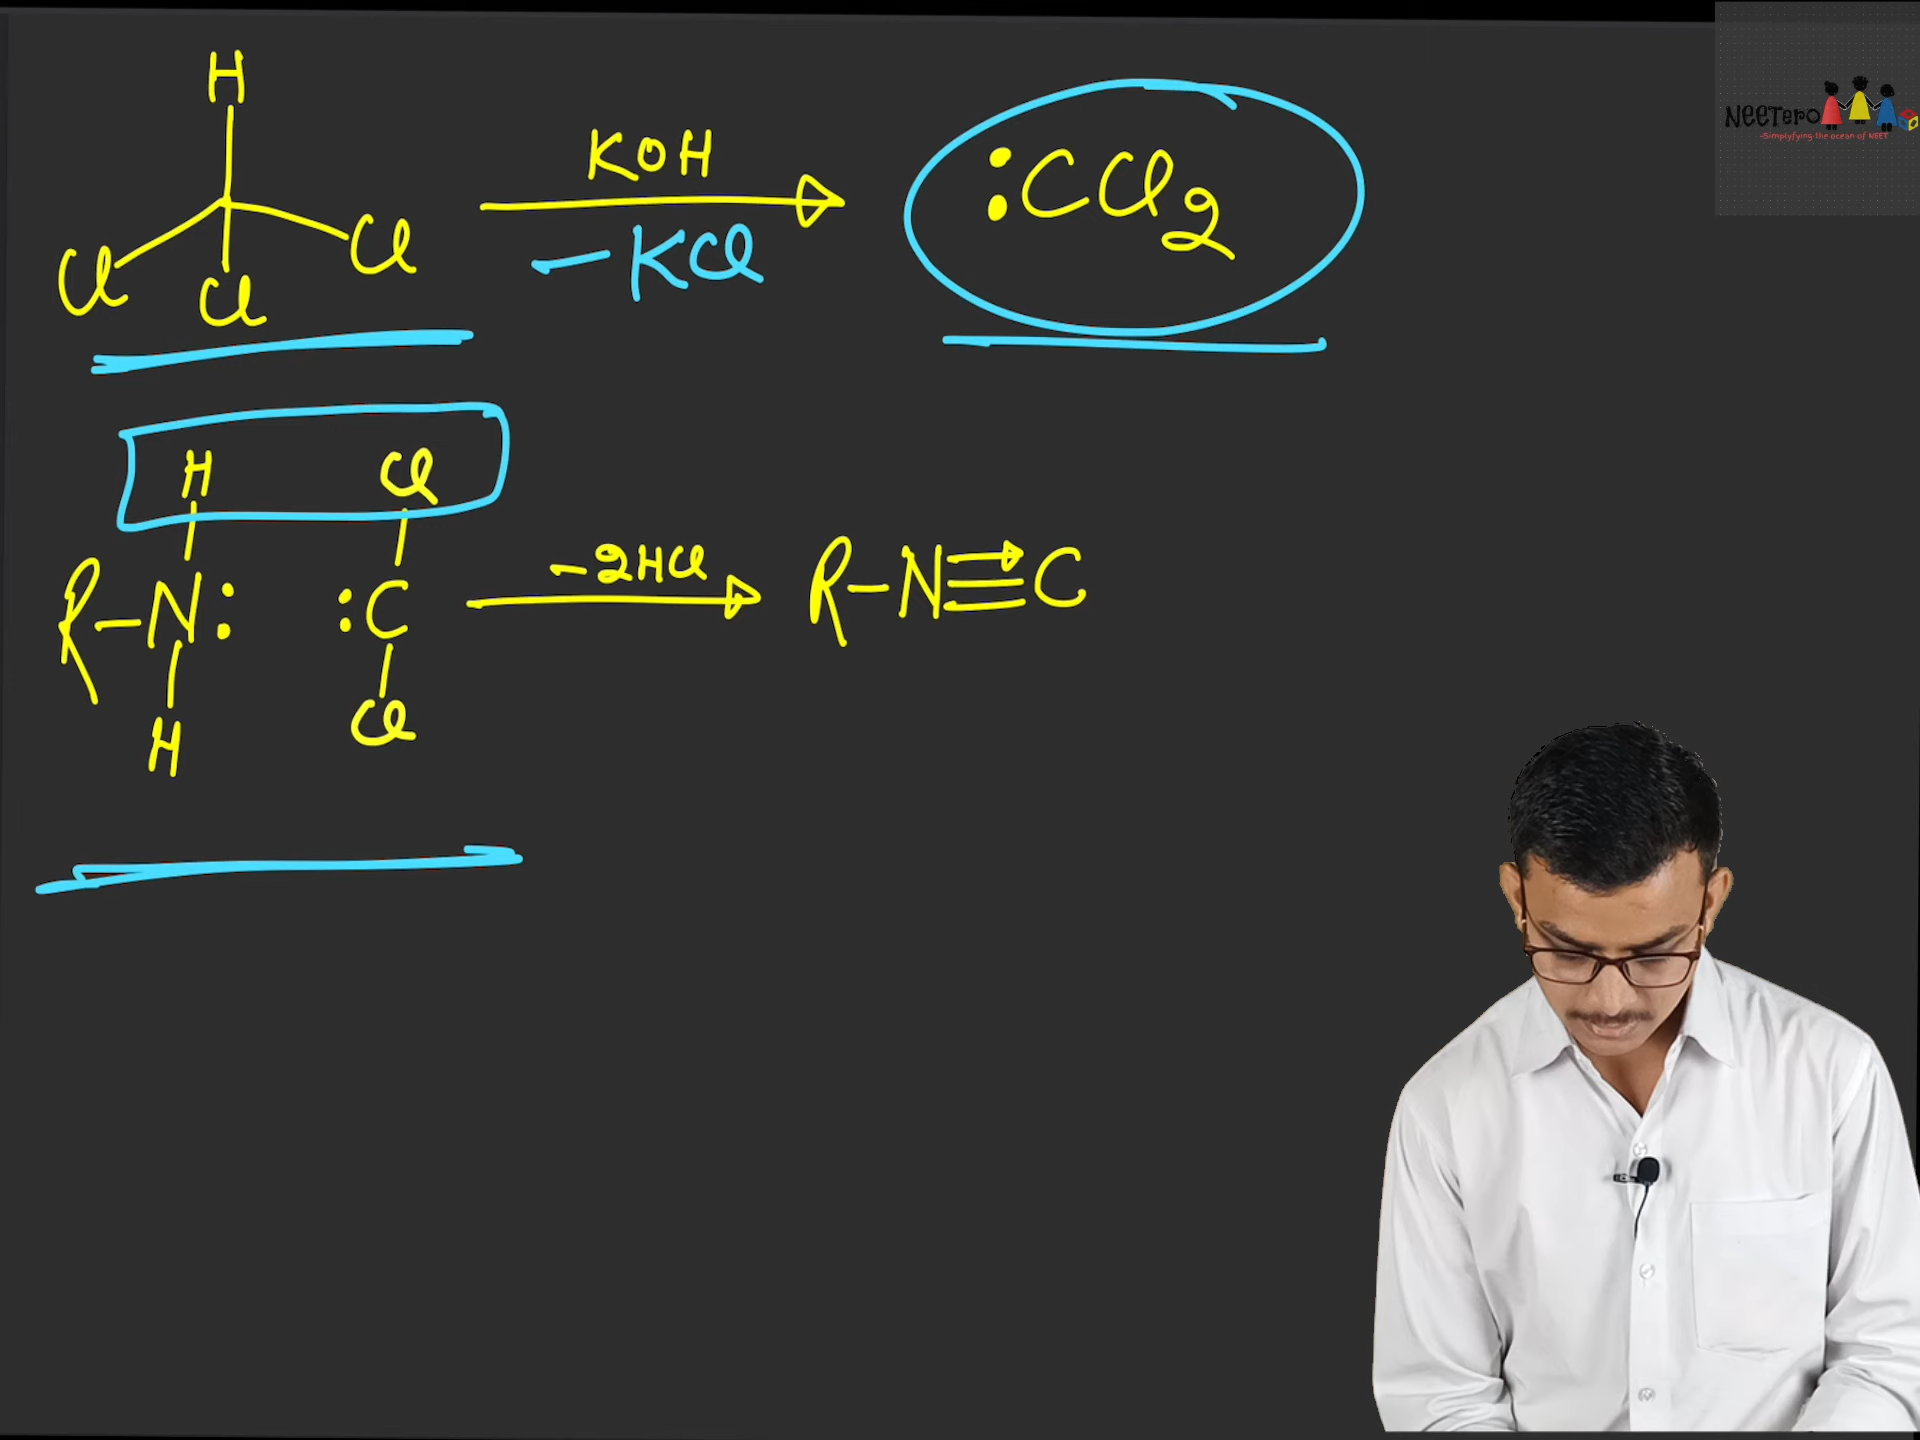 H
Cl Cl Cl
KOH
- KCl
:CCl2
H Cl
R-N: :C
H Cl
-2HCl
R-N≡C
NEETero
-Simplyfying the ocean of NEET